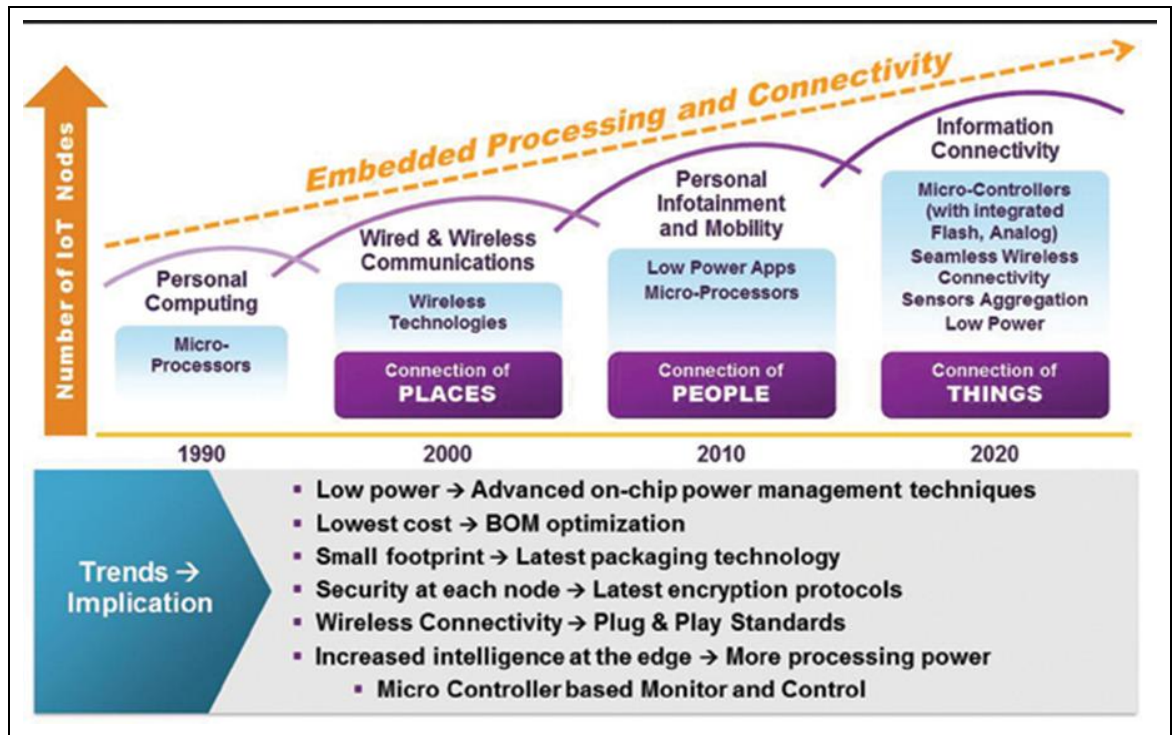 Number of IoT Nodes
Embedded Processing and Connectivity
Personal
Computing
Micro-
Processors
1990
Wired & Wireless
Communications
Wireless
Technologies
Connection of
PLACES
2000
Personal
Infotainment
and Mobility
Low Power Apps
Micro-Processors
Connection of
PEOPLE
2010
Information
Connectivity
Micro-Controllers
(with integrated
Flash, Analog)
Seamless Wireless
Connectivity
Sensors Aggregation
Low Power
Connection of
THINGS
2020
Trends →
Implication
▪ Low power → Advanced on-chip power management techniques
▪ Lowest cost → BOM optimization
▪ Small footprint → Latest packaging technology
▪ Security at each node → Latest encryption protocols
▪ Wireless Connectivity → Plug & Play Standards
▪ Increased intelligence at the edge → More processing power
▪ Micro Controller based Monitor and Control